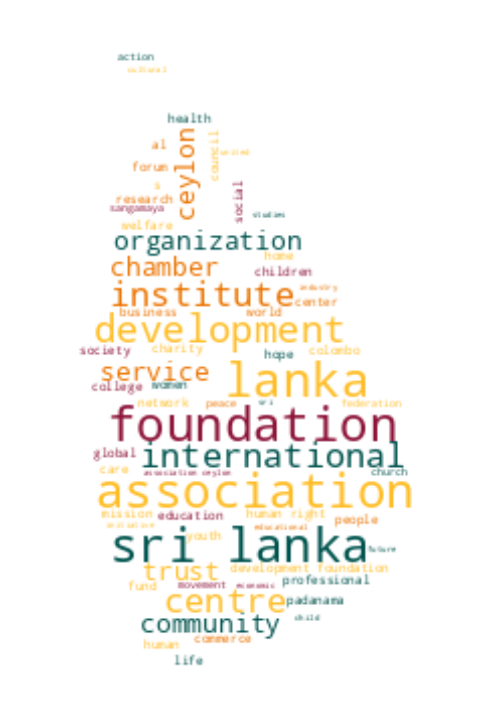 action
cultural
health
al
ceylon
council
united
forum
s
research
social
sangamaya
studies
welfare
organization
home
chamber
children
institute
industry
center
business
world
development
society
charity
hope
colombo
service
lanka
college
women
network
peace
sri
federation
foundation
global
international
care
association ceylon
church
association
mission
education
human right
people
initiative
educational
youth
sri lanka
future
trust
development foundation
professional
fund
movement
economic
centre
padanama
community
child
commerce
human
life